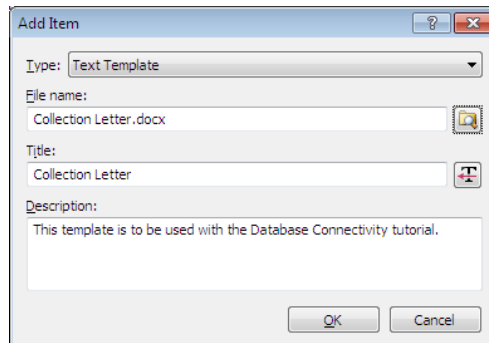 Add Item
Type: Text Template
File name:
Collection Letter.docx
Title:
Collection Letter
Description:
This template is to be used with the Database Connectivity tutorial.
OK Cancel